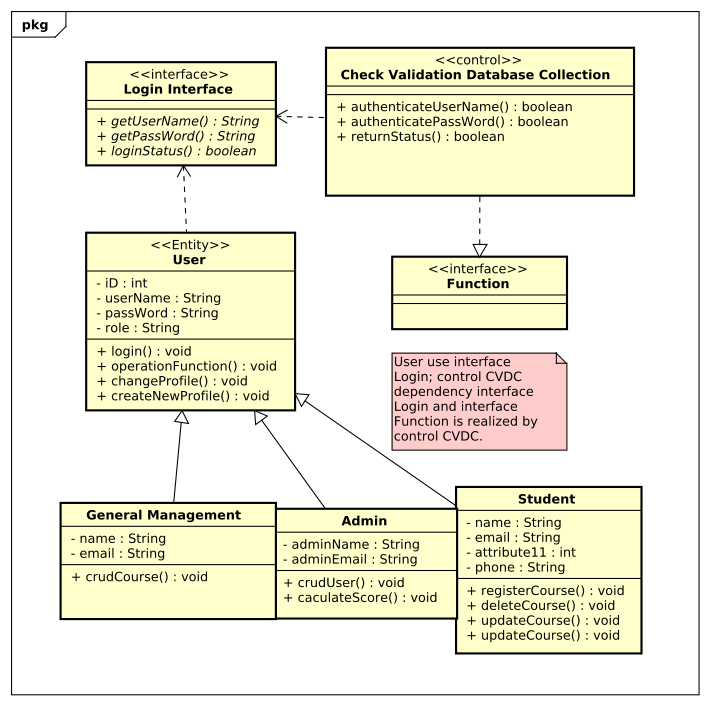 pkg
<<interface>>
Login Interface
+ getUserName() : String
+ getPassWord() : String
+ loginStatus() : boolean
<<control>>
Check Validation Database Collection
+ authenticateUserName() : boolean
+ authenticatePassWord() : boolean
+ returnStatus() : boolean
<<Entity>>
User
- iD : int
- userName : String
- passWord : String
- role : String
+ login() : void
+ operationFunction() : void
+ changeProfile() : void
+ createNewProfile() : void
<<interface>>
Function
User use interface
Login; control CVDC
dependency interface
Login and interface
Function is realized by
control CVDC.
General Management
- name : String
- email : String
+ crudCourse() : void
Admin
- adminName : String
- adminEmail : String
+ crudUser() : void
+ caculateScore() : void
Student
- name : String
- email : String
- attribute11 : int
- phone : String
+ registerCourse() : void
+ deleteCourse() : void
+ updateCourse() : void
+ updateCourse() : void